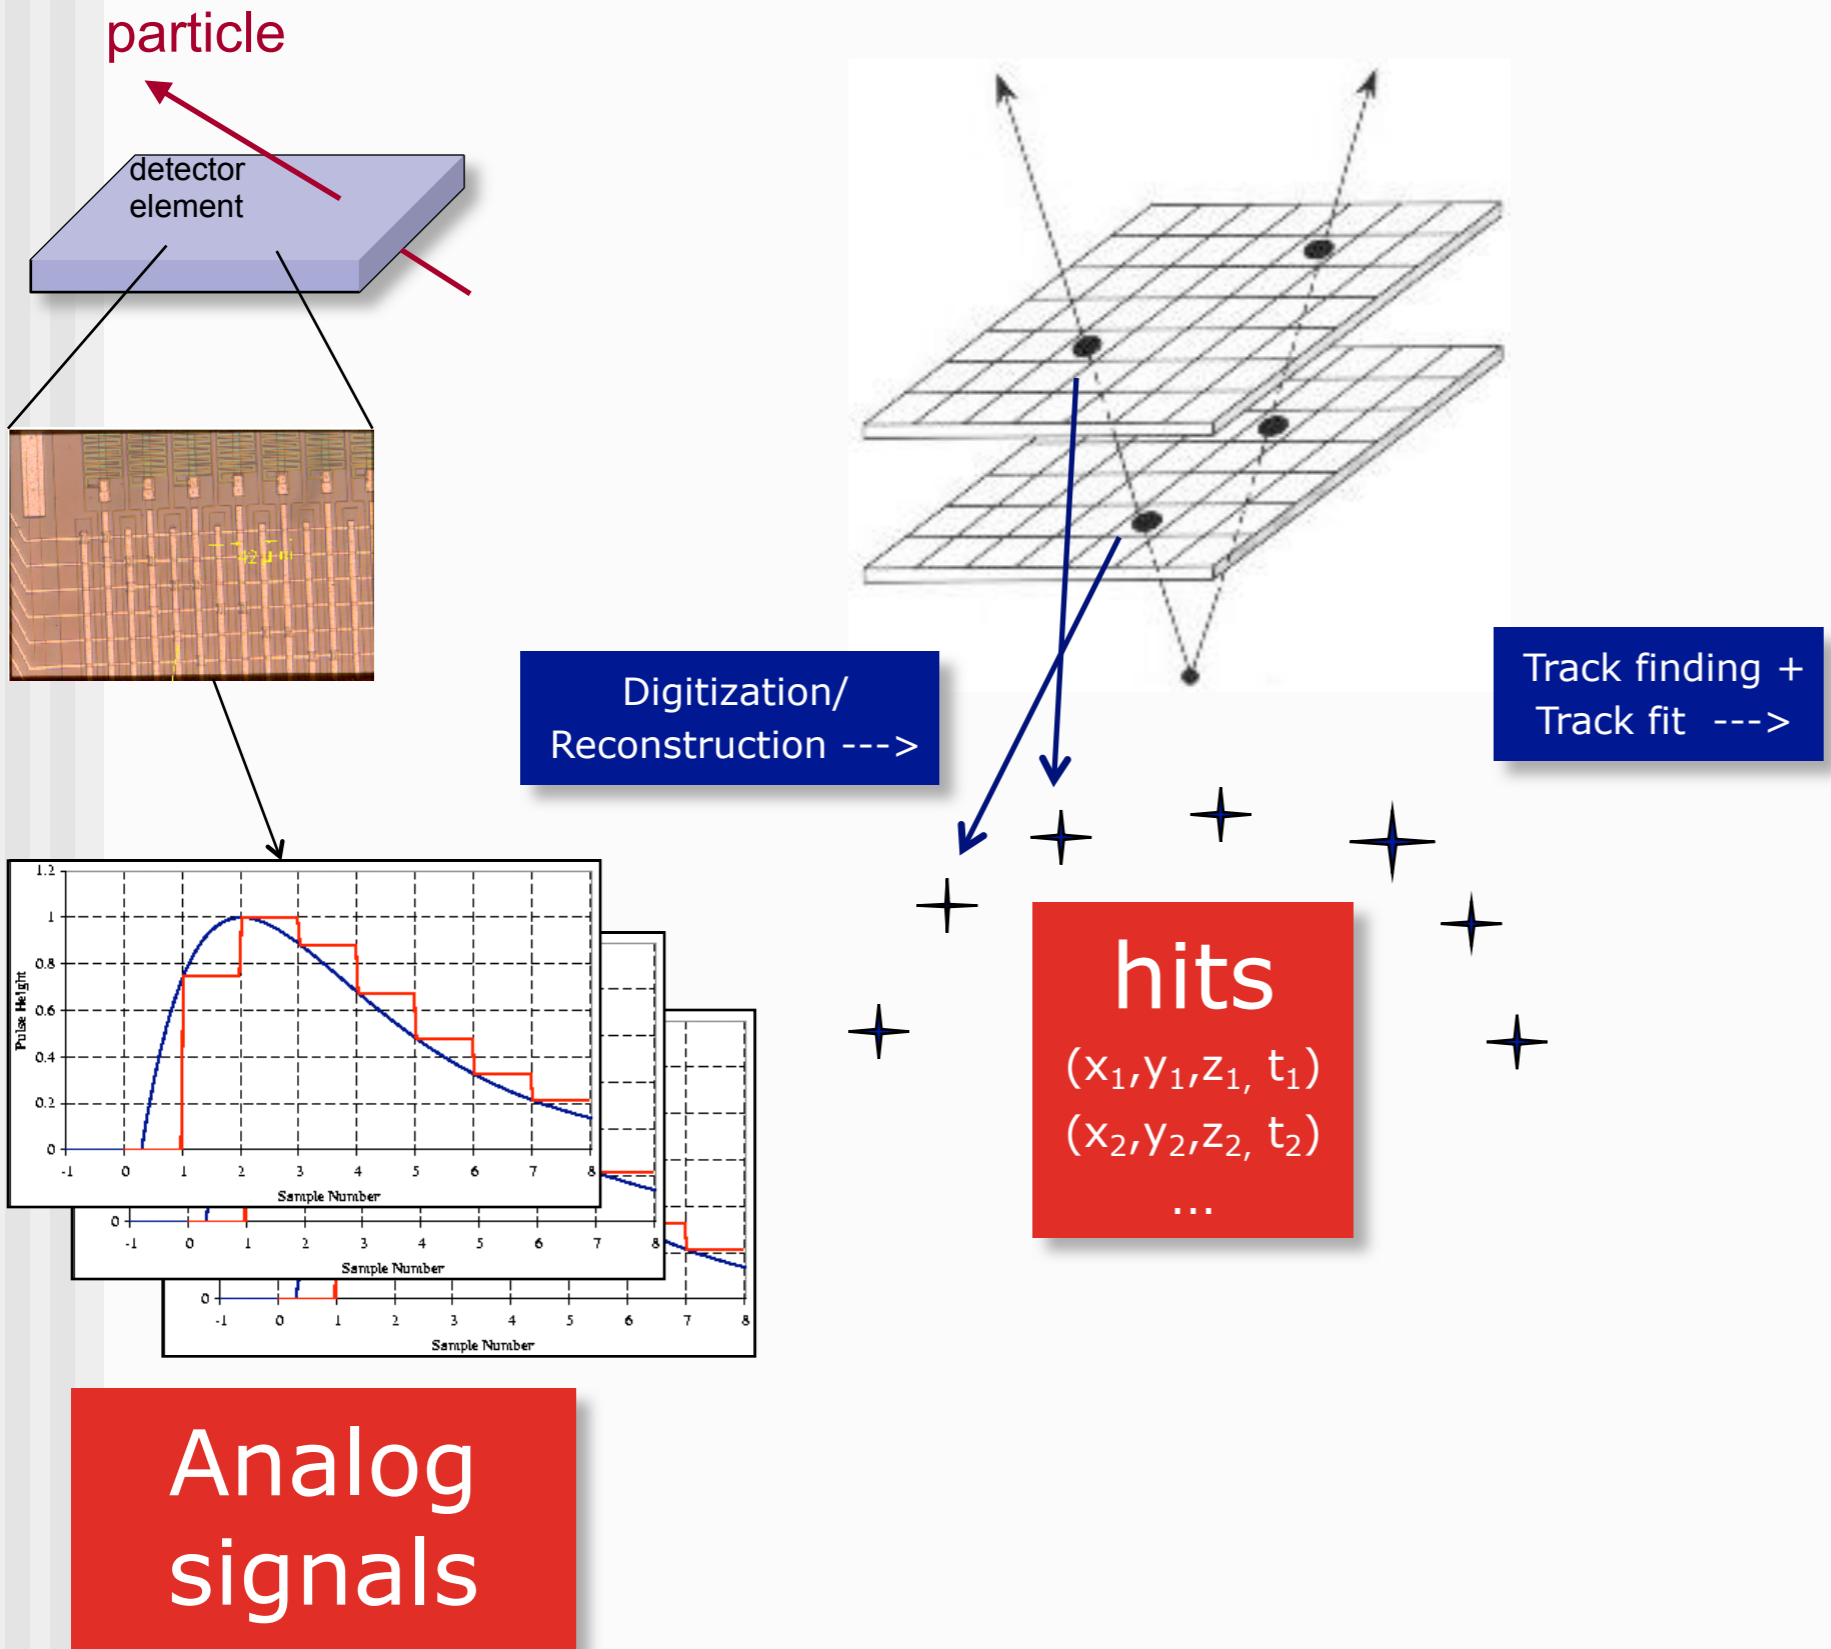 particle
detector
element
42 μm
Digitization/
Reconstruction --->
Track finding +
Track fit --->
1.2
1
0.8
0.6
0.4
0.2
0
Pulse Height
-1 0 1 2 3 4 5 6 7 8
Sample Number
0
-1 0 1 2 3 4 5 6 7 8
Sample Number
0
-1 0 1 2 3 4 5 6 7 8
Sample Number
hits
(x₁,y₁,z₁, t₁)
(x₂,y₂,z₂, t₂)
...
Analog
signals